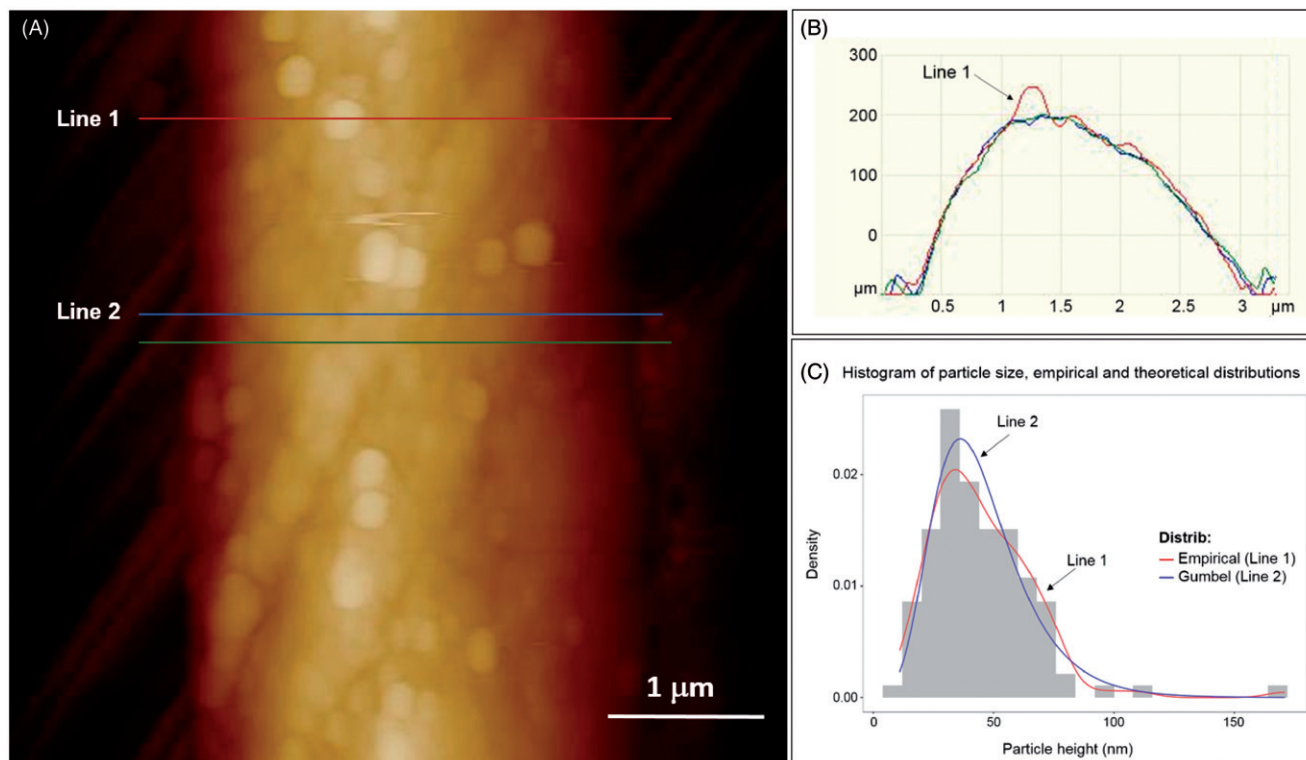 (A)
Line 1
Line 2
1 μm
(B)
300
Line 1
200
100
0
μm
0.5 1 1.5 2 2.5 3 μm
(C) Histogram of particle size, empirical and theoretical distributions
Line 2
0.02
Distrib:
Empirical (Line 1)
Gumbel (Line 2)
Line 1
Density
0.01
0.00
0 50 100 150
Particle height (nm)